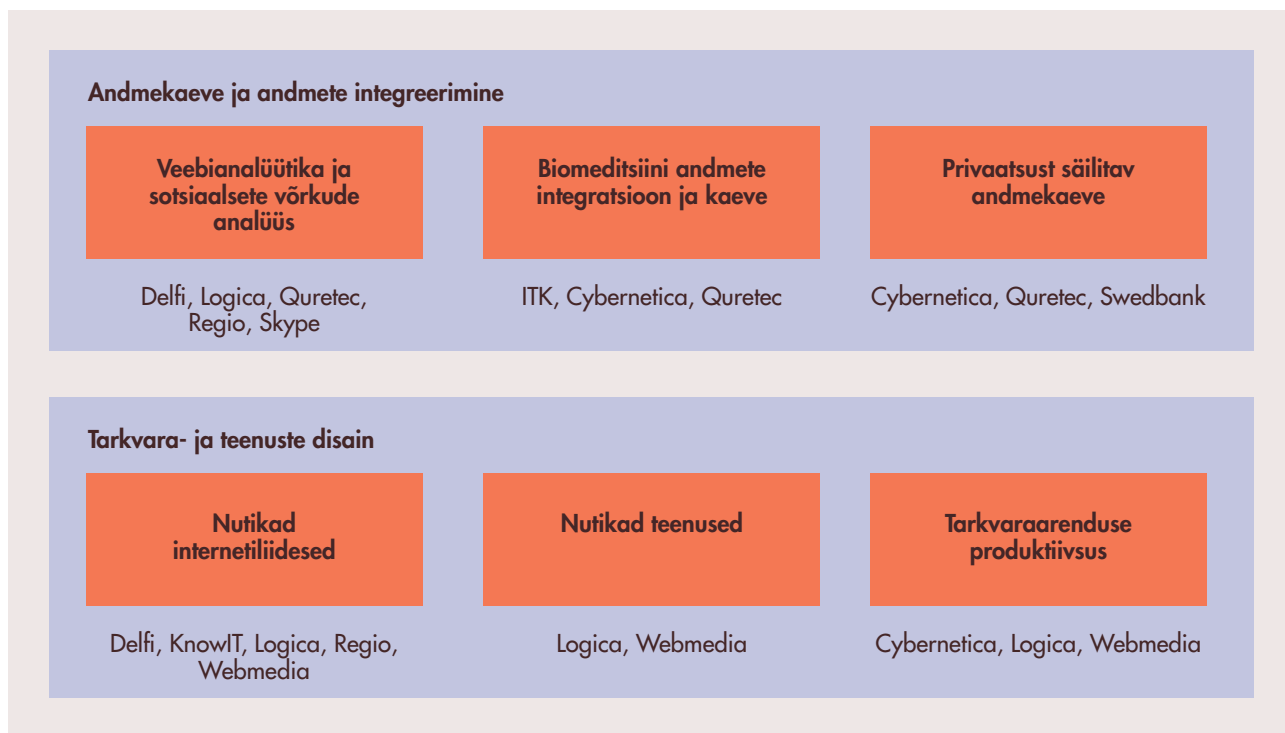 Andmekaeve ja andmete integreerimine
Veebianalüütika ja
sotsiaalsete võrkude
analüüs
Delfi, Logica, Quretec,
Regio, Skype
Biomeditsiini andmete
integratsioon ja kaeve
ITK, Cybernetica, Quretec
Privaatsust säilitav
andmekaeve
Cybernetica, Quretec, Swedbank
Tarkvara- ja teenuste disain
Nutikad
internetiliidesed
Delfi, KnowIT, Logica, Regio,
Webmedia
Nutikad teenused
Logica, Webmedia
Tarkvaraarenduse
produktiivsus
Cybernetica, Logica, Webmedia